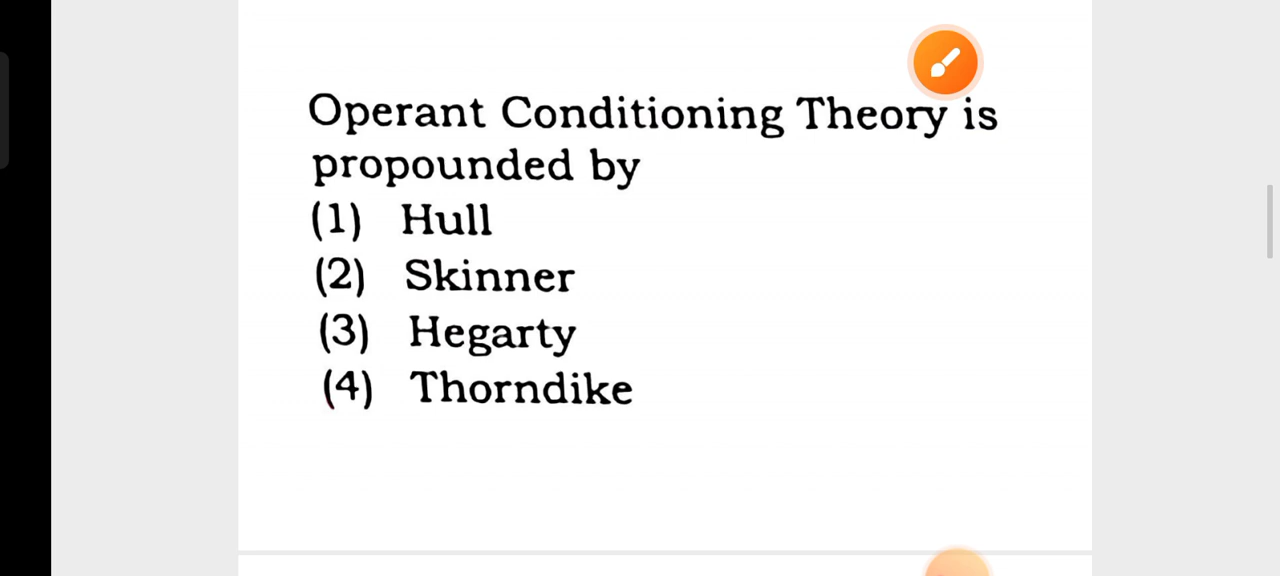 Operant Conditioning Theory is
propounded by
(1) Hull
(2) Skinner
(3) Hegarty
(4) Thorndike